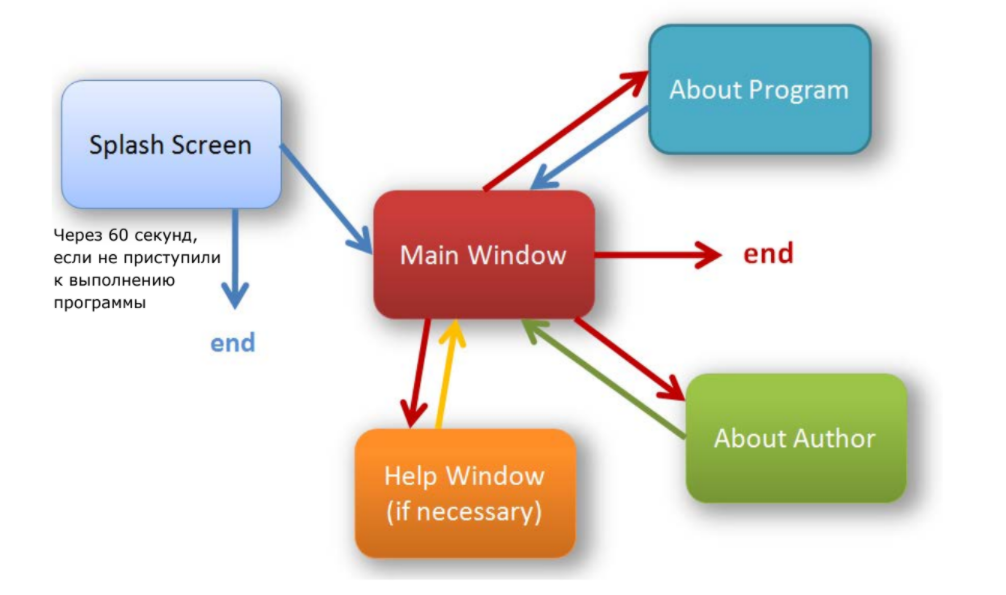 About Program
Splash Screen
Через 60 секунд,
если не приступили
к выполнению
программы
end
Main Window
end
About Author
Help Window
(if necessary)